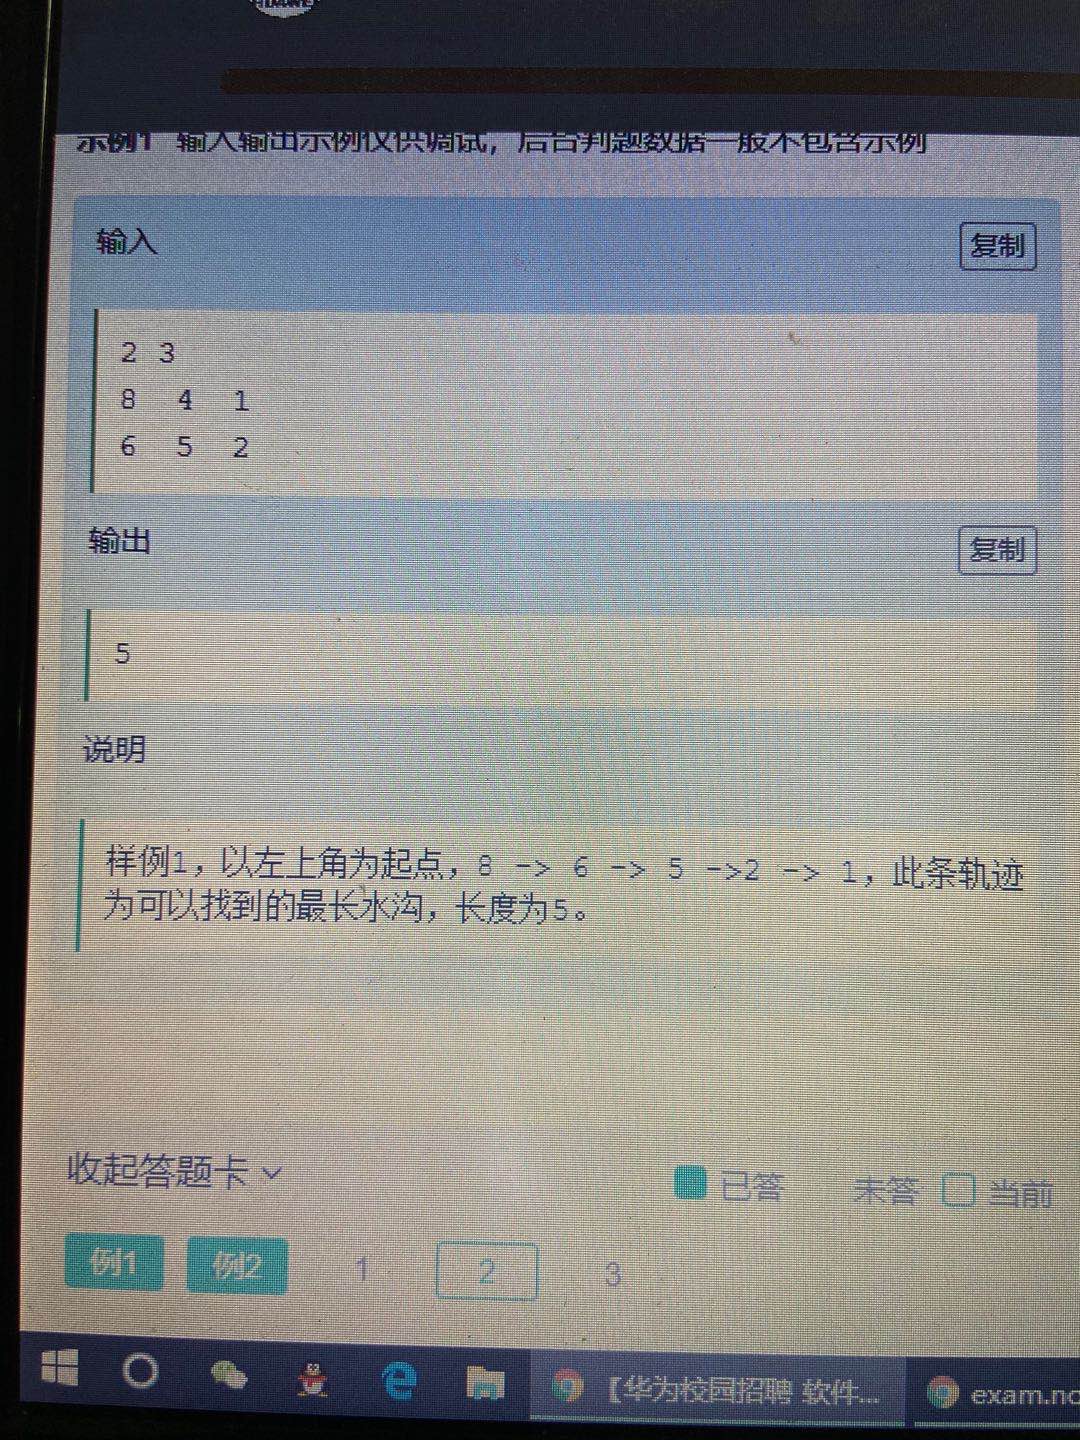 示例1 输入输出示例仅供调试，后台判题数据一般不包含示例
输入
复制
2 3
8 4 1
6 5 2
输出
复制
5
说明
样例1，以左上角为起点，8 -> 6 -> 5 ->2 -> 1，此条轨迹
为可以找到的最长水沟，长度为5。
收起答题卡
已答 未答 当前
例1 例2 1 2 3
【华为校园招聘 软件... exam.no